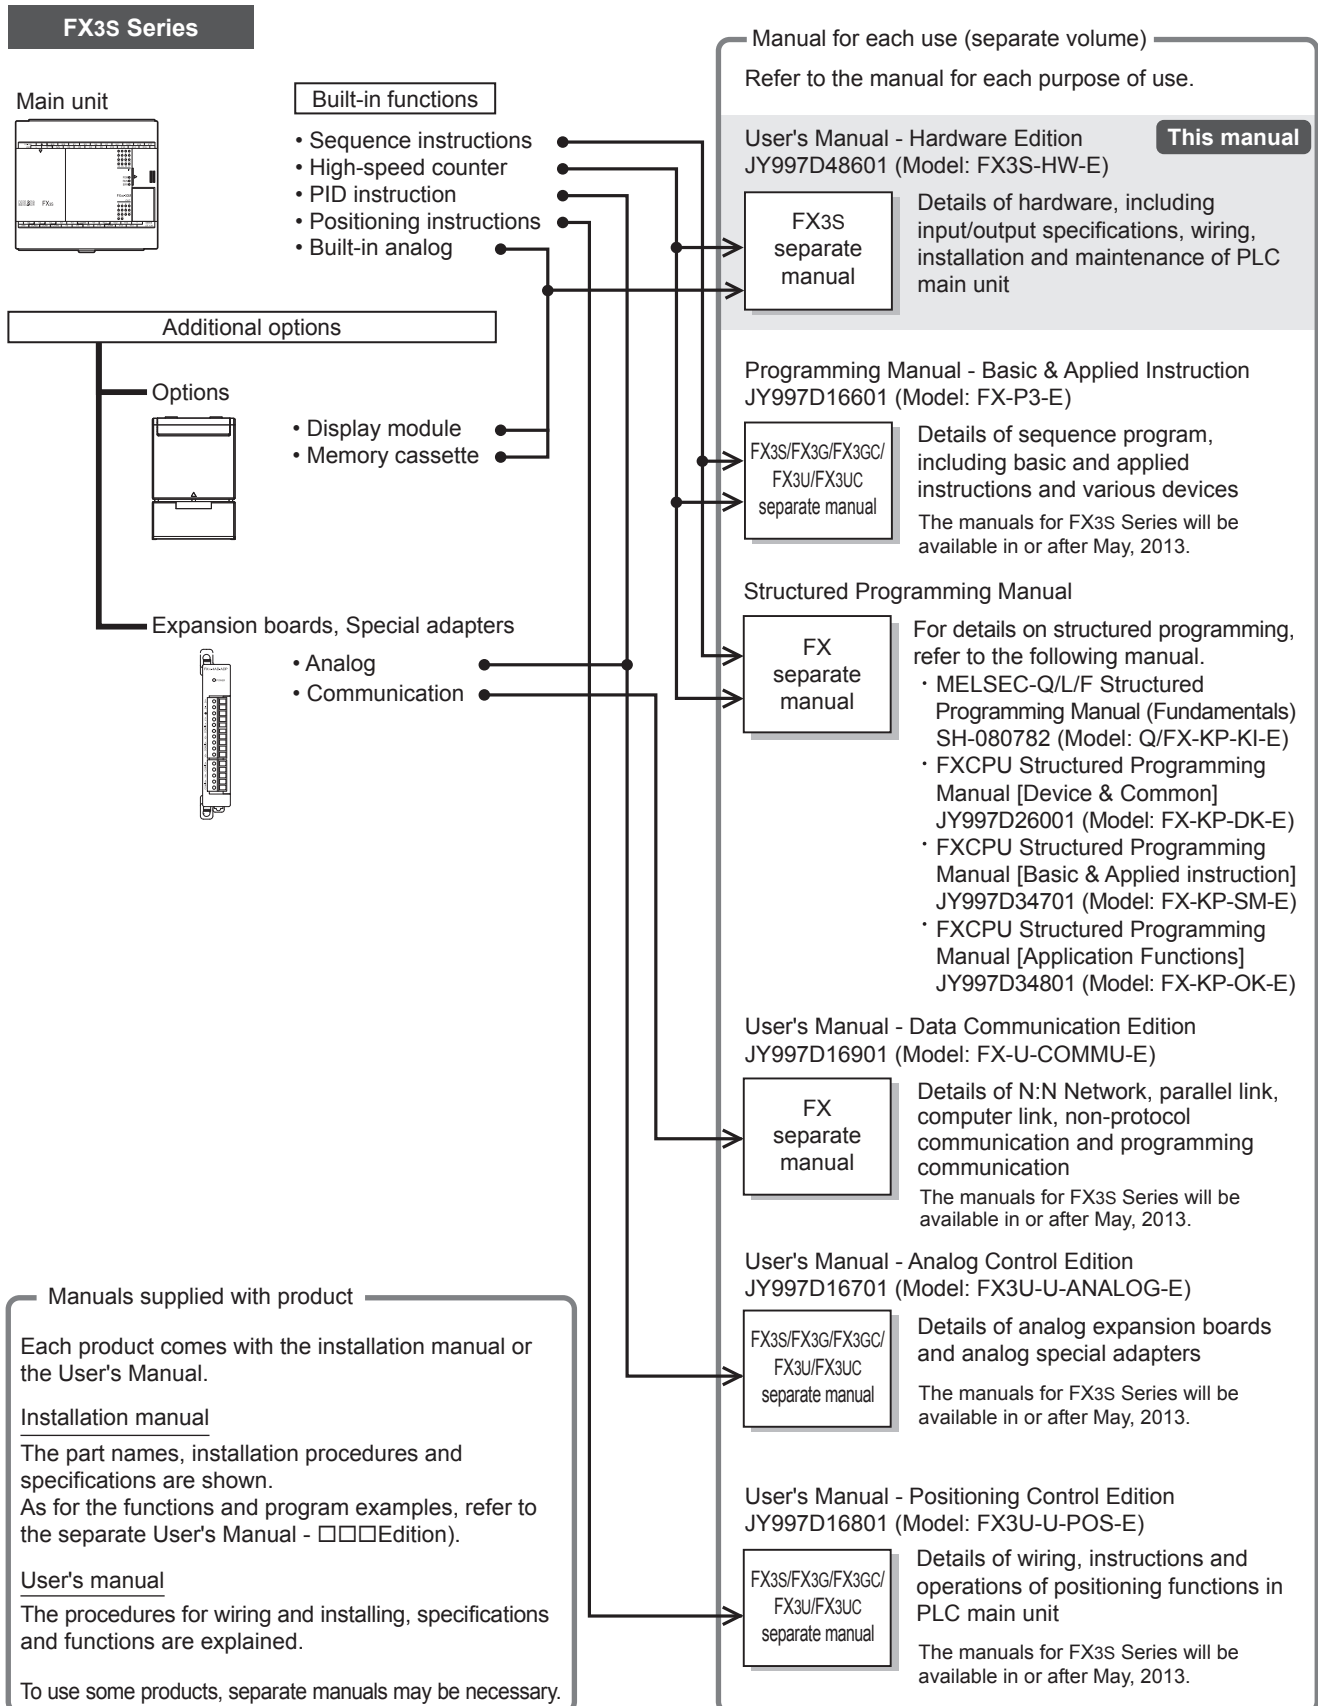 FX3S Series
Main unit
Built-in functions
• Sequence instructions
• High-speed counter
• PID instruction
• Positioning instructions
• Built-in analog
Additional options
Options
• Display module
• Memory cassette
Expansion boards, Special adapters
• Analog
• Communication
Manuals supplied with product
Each product comes with the installation manual or
the User's Manual.
Installation manual
The part names, installation procedures and
specifications are shown.
As for the functions and program examples, refer to
the separate User's Manual - □□□Edition).
User's manual
The procedures for wiring and installing, specifications
and functions are explained.
To use some products, separate manuals may be necessary.
Manual for each use (separate volume)
Refer to the manual for each purpose of use.
User's Manual - Hardware Edition
This manual
JY997D48601 (Model: FX3S-HW-E)
FX3S
separate
manual
Details of hardware, including
input/output specifications, wiring,
installation and maintenance of PLC
main unit
Programming Manual - Basic & Applied Instruction
JY997D16601 (Model: FX-P3-E)
FX3S/FX3G/FX3GC/
FX3U/FX3UC
separate manual
Details of sequence program,
including basic and applied
instructions and various devices
The manuals for FX3S Series will be
available in or after May, 2013.
Structured Programming Manual
FX
separate
manual
For details on structured programming,
refer to the following manual.
・MELSEC-Q/L/F Structured
Programming Manual (Fundamentals)
SH-080782 (Model: Q/FX-KP-KI-E)
・FXCPU Structured Programming
Manual [Device & Common]
JY997D26001 (Model: FX-KP-DK-E)
・FXCPU Structured Programming
Manual [Basic & Applied instruction]
JY997D34701 (Model: FX-KP-SM-E)
・FXCPU Structured Programming
Manual [Application Functions]
JY997D34801 (Model: FX-KP-OK-E)
User's Manual - Data Communication Edition
JY997D16901 (Model: FX-U-COMMU-E)
FX
separate
manual
Details of N:N Network, parallel link,
computer link, non-protocol
communication and programming
communication
The manuals for FX3S Series will be
available in or after May, 2013.
User's Manual - Analog Control Edition
JY997D16701 (Model: FX3U-U-ANALOG-E)
FX3S/FX3G/FX3GC/
FX3U/FX3UC
separate manual
Details of analog expansion boards
and analog special adapters
The manuals for FX3S Series will be
available in or after May, 2013.
User's Manual - Positioning Control Edition
JY997D16801 (Model: FX3U-U-POS-E)
FX3S/FX3G/FX3GC/
FX3U/FX3UC
separate manual
Details of wiring, instructions and
operations of positioning functions in
PLC main unit
The manuals for FX3S Series will be
available in or after May, 2013.